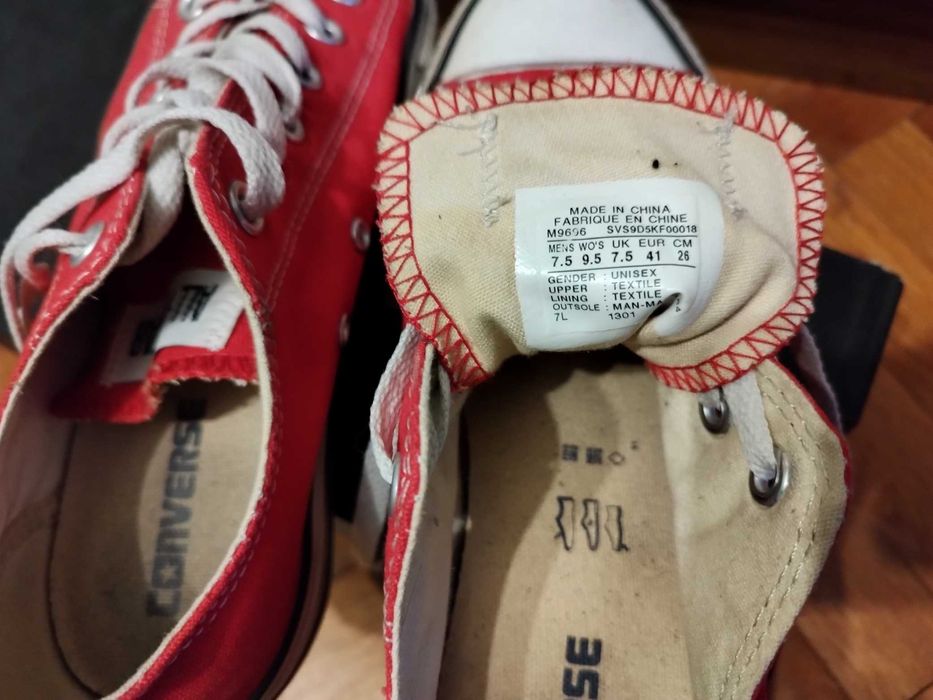 MADE IN CHINA
FABRIQUE EN CHINE
M9696 SVS9D5KF00018
MENS WO'S UK EUR CM
7.5 9.5 7.5 41 26
GENDER : UNISEX
UPPER : TEXTILE
LINING : TEXTILE
OUTSOLE : MAN-MA
7L 1301
CONVERSE
SE